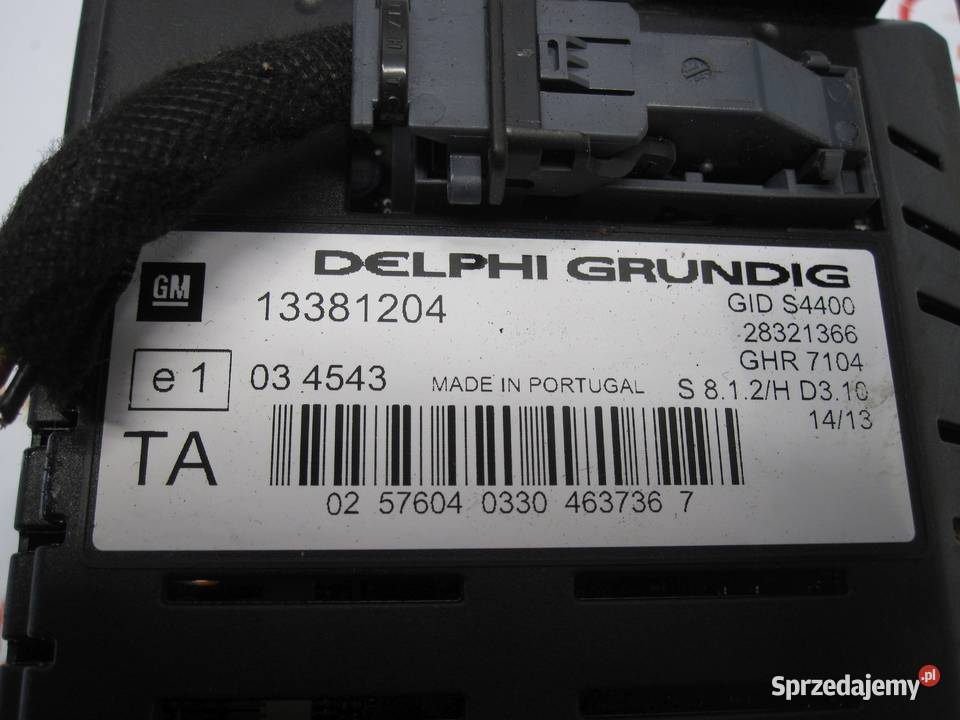 DELPHI GRUNDIG
GM
13381204
GID S4400
28321366
GHR 7104
e1
03 4543
MADE IN PORTUGAL
S 8.1.2/H D3.10
14/13
TA
02 57604 0330 463736 7
Sprzedajemy.pl